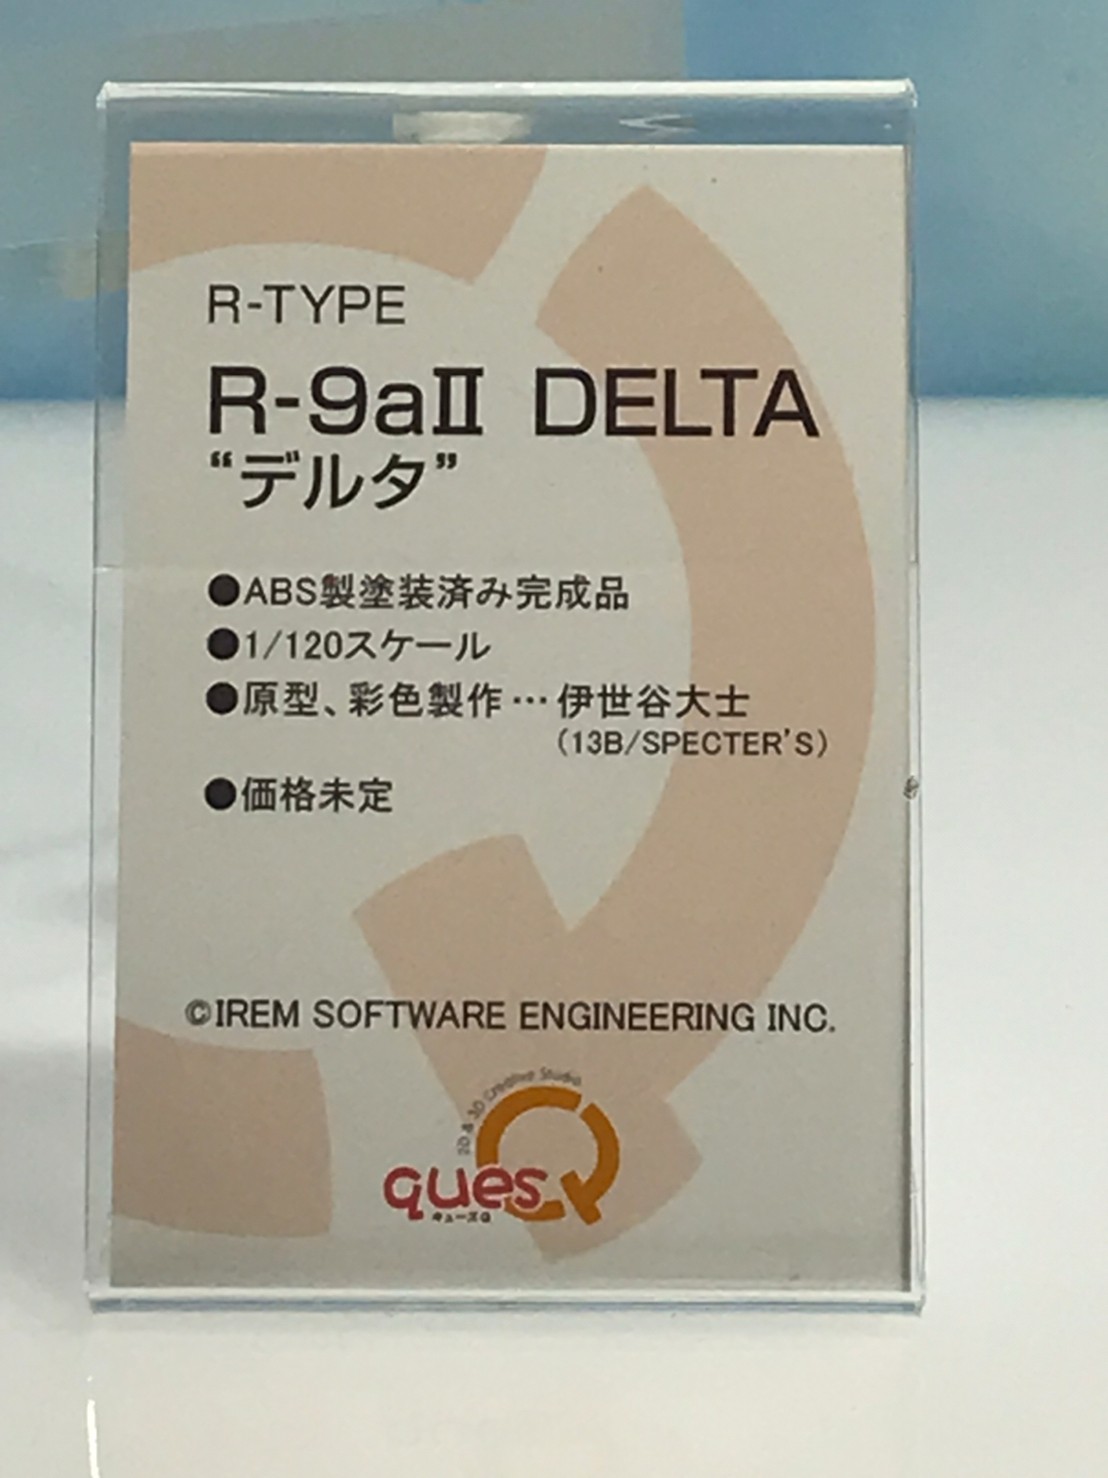 R-TYPE
R-9aⅡ DELTA
“デルタ”
●ABS製塗装済み完成品
●1/120スケール
●原型、彩色製作…伊世谷大士
(13B/SPECTER'S)
●価格未定
©IREM SOFTWARE ENGINEERING INC.
2D & 3D Creative Studio
quesQ
キューズQ